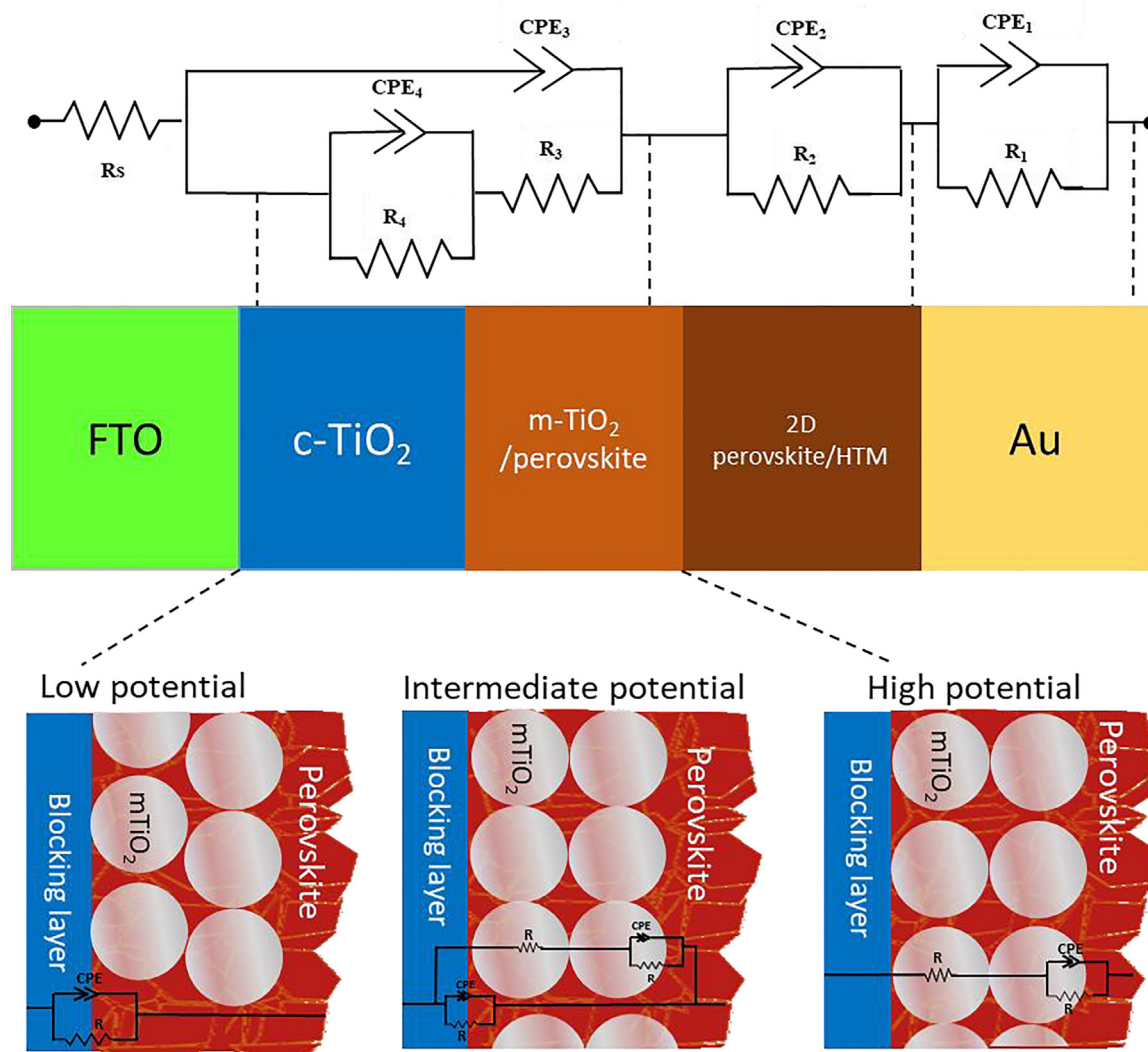 CPE₃
CPE₂
CPE₁
CPE₄
Rs
R₃
R₂
R₁
R₄
FTO
c-TiO₂
m-TiO₂
/perovskite
2D
perovskite/HTM
Au
Low potential
Intermediate potential
High potential
Blocking layer
mTiO₂
Perovskite
CPE
R
Blocking layer
mTiO₂
Perovskite
R
CPE
R
CPE
R
Blocking layer
mTiO₂
Perovskite
R
CPE
R